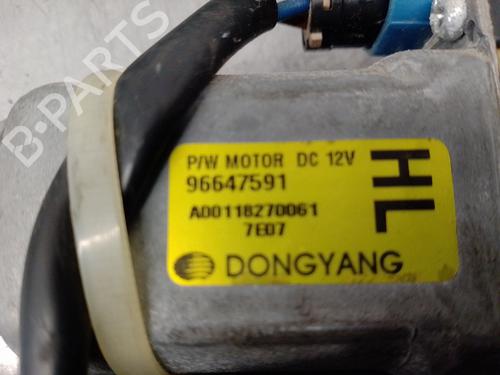 B-PARTS
P/W MOTOR DC 12V
96647591
A00118270061
7E07
DONGYANG
HL